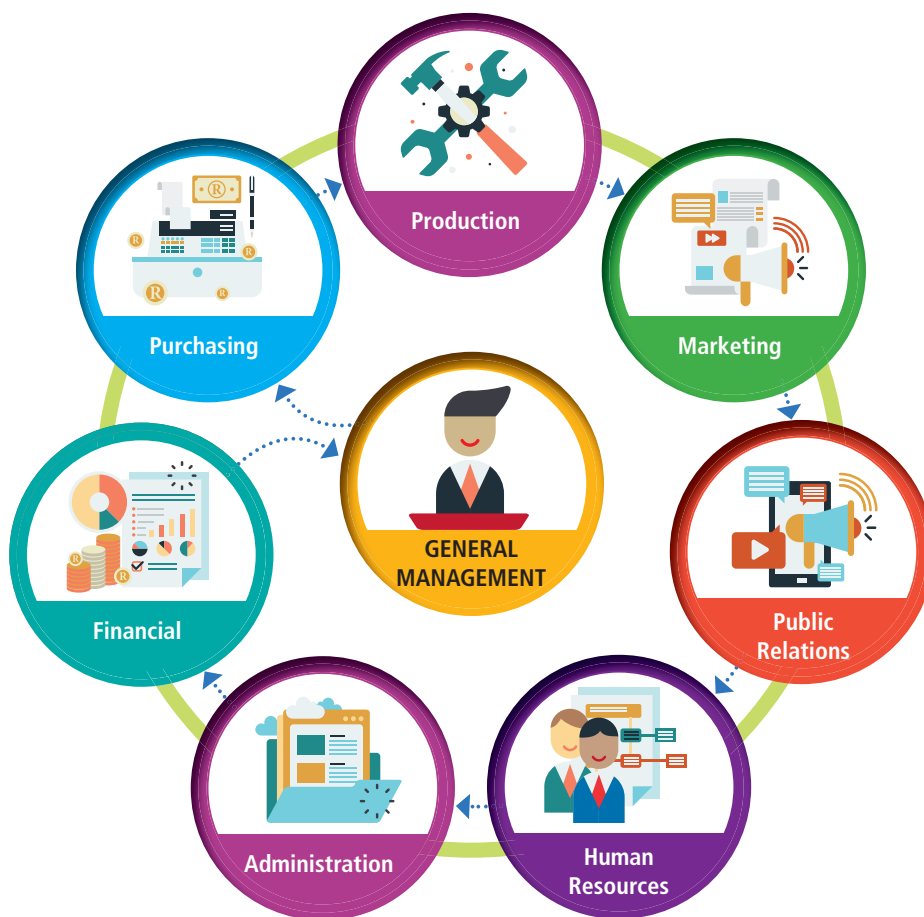 Production
Purchasing
Marketing
GENERAL
MANAGEMENT
Financial
Public
Relations
Administration
Human
Resources
R
R
R
R
R
R
R